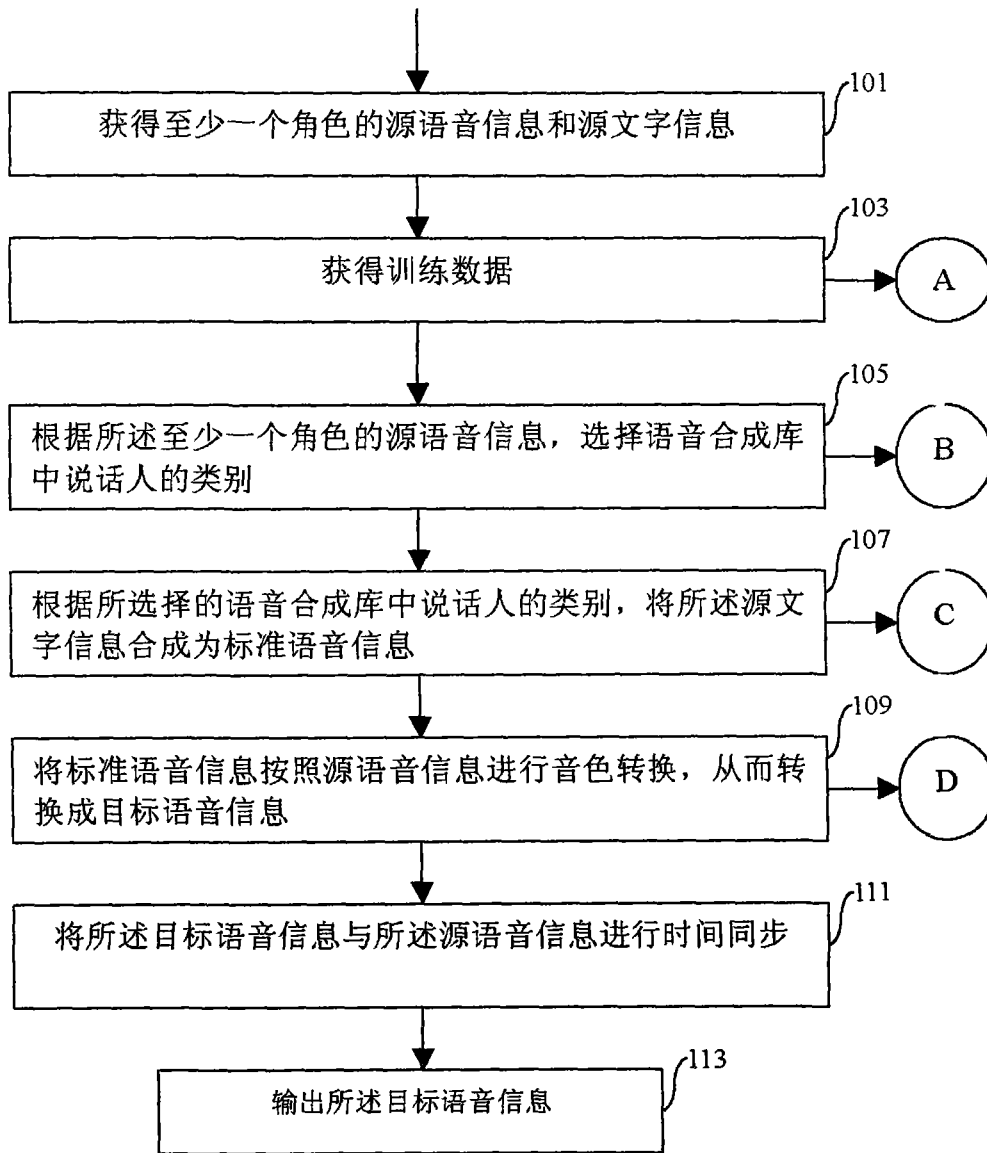 101
获得至少一个角色的源语音信息和源文字信息
103
获得训练数据
A
105
根据所述至少一个角色的源语音信息，选择语音合成库
中说话人的类别
B
107
根据所选择的语音合成库中说话人的类别，将所述源文
字信息合成为标准语音信息
C
109
将标准语音信息按照源语音信息进行音色转换，从而转
换成目标语音信息
D
111
将所述目标语音信息与所述源语音信息进行时间同步
113
输出所述目标语音信息